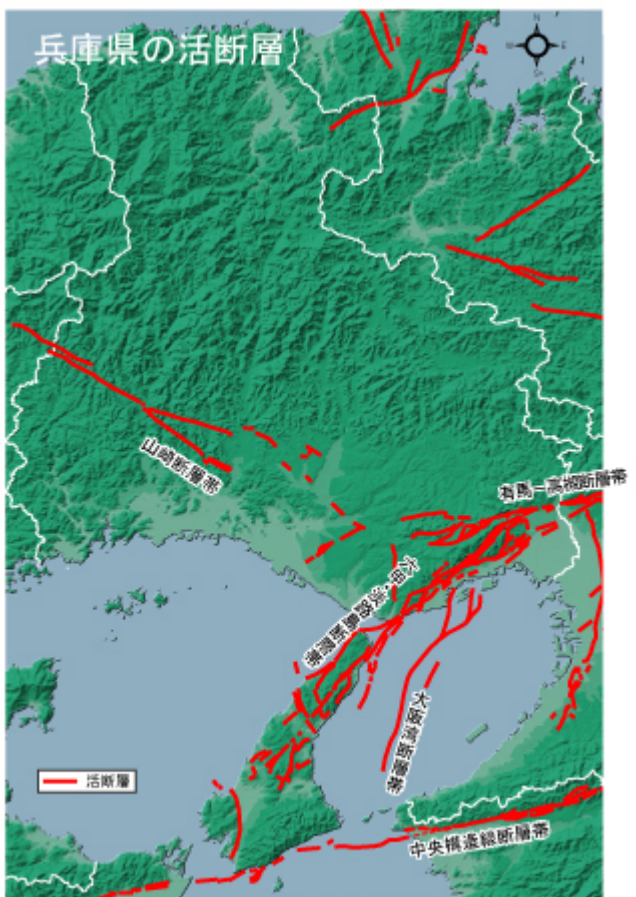 兵庫県の活断層
N
W
E
S
山崎断層帯
有馬－高槻断層帯
六甲・淡路島断層帯
大阪湾断層帯
活断層
中央構造線断層帯